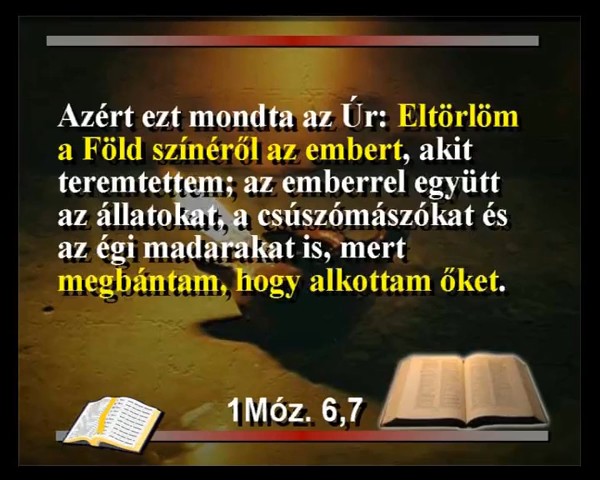 Azért ezt mondta az Úr: Eltörlöm
a Föld színéről az embert, akit
teremtettem; az emberrel együtt
az állatokat, a csúszómászókat és
az égi madarakat is, mert
megbántam, hogy alkottam őket.
1Móz. 6,7